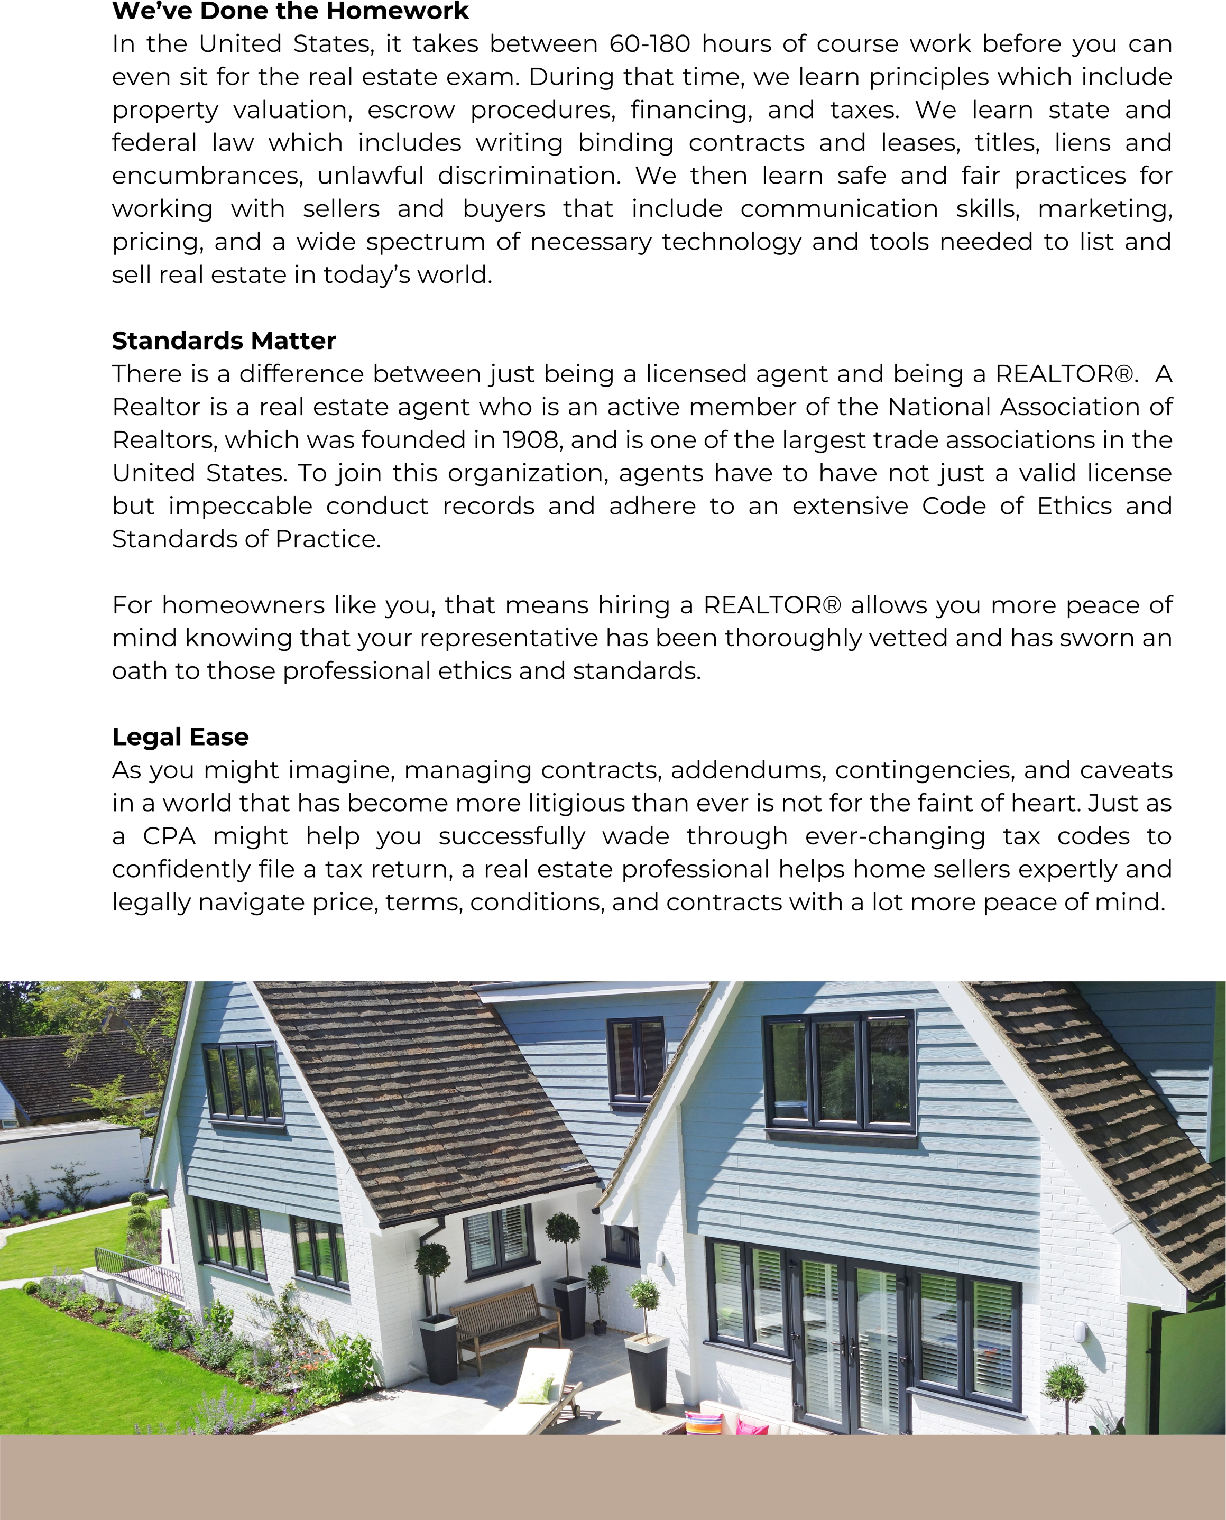 We’ve Done the Homework
In the United States, it takes between 60-180 hours of course work before you can
even sit for the real estate exam. During that time, we learn principles which include
property valuation, escrow procedures, financing, and taxes. We learn state and
federal law which includes writing binding contracts and leases, titles, liens and
encumbrances, unlawful discrimination. We then learn safe and fair practices for
working with sellers and buyers that include communication skills, marketing,
pricing, and a wide spectrum of necessary technology and tools needed to list and
sell real estate in today’s world.
Standards Matter
There is a difference between just being a licensed agent and being a REALTOR®. A
Realtor is a real estate agent who is an active member of the National Association of
Realtors, which was founded in 1908, and is one of the largest trade associations in the
United States. To join this organization, agents have to have not just a valid license
but impeccable conduct records and adhere to an extensive Code of Ethics and
Standards of Practice.
For homeowners like you, that means hiring a REALTOR® allows you more peace of
mind knowing that your representative has been thoroughly vetted and has sworn an
oath to those professional ethics and standards.
Legal Ease
As you might imagine, managing contracts, addendums, contingencies, and caveats
in a world that has become more litigious than ever is not for the faint of heart. Just as
a CPA might help you successfully wade through ever-changing tax codes to
confidently file a tax return, a real estate professional helps home sellers expertly and
legally navigate price, terms, conditions, and contracts with a lot more peace of mind.